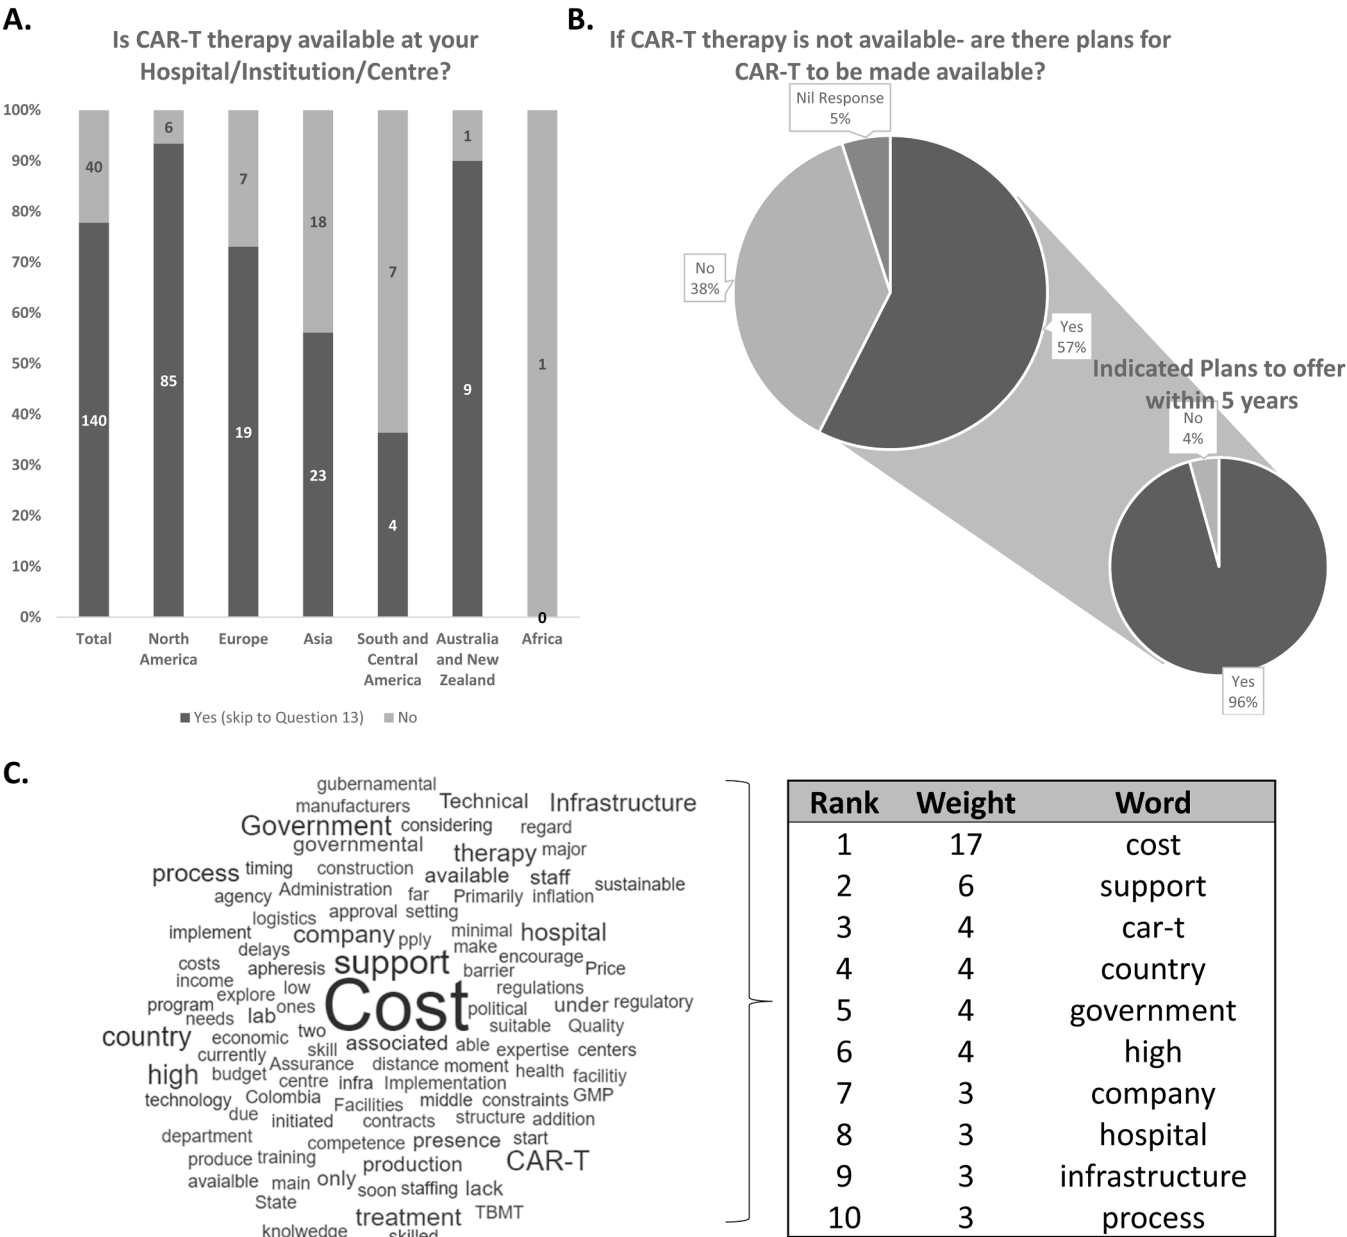 A.
Is CAR-T therapy available at your
Hospital/Institution/Centre?
100%
90%
80%
70%
60%
50%
40%
30%
20%
10%
0%
40
140
6
85
7
19
18
23
7
4
1
9
1
0
Total
North
America
Europe
Asia
South and
Central
America
Australia
and New
Zealand
Africa
Yes (skip to Question 13)
No
B.
If CAR-T therapy is not available- are there plans for
CAR-T to be made available?
Nil Response
5%
No
38%
Yes
57%
Indicated Plans to offer
within 5 years
No
4%
Yes
96%
C.
gubernamental
manufacturers Technical Infrastructure
Government considering regard
governmental therapy major
process timing construction available staff sustainable
agency Administration far Primarily inflation
logistics approval setting
implement company pply minimal hospital
delays make
costs apheresis support barrier encourage Price
income explore low regulations
program ones Cost political under regulatory
needs lab suitable Quality
country economic two associated able expertise centers
currently skill
high budget Assurance distance moment health facilitiy
centre infra Implementation
technology Colombia Facilities middle constraints GMP
due initiated contracts structure addition
department competence presence start
produce training production CAR-T
avaialble main only soon staffing lack
State treatment TBMT
knolwedge skilled
Rank Weight Word
1 17 cost
2 6 support
3 4 car-t
4 4 country
5 4 government
6 4 high
7 3 company
8 3 hospital
9 3 infrastructure
10 3 process